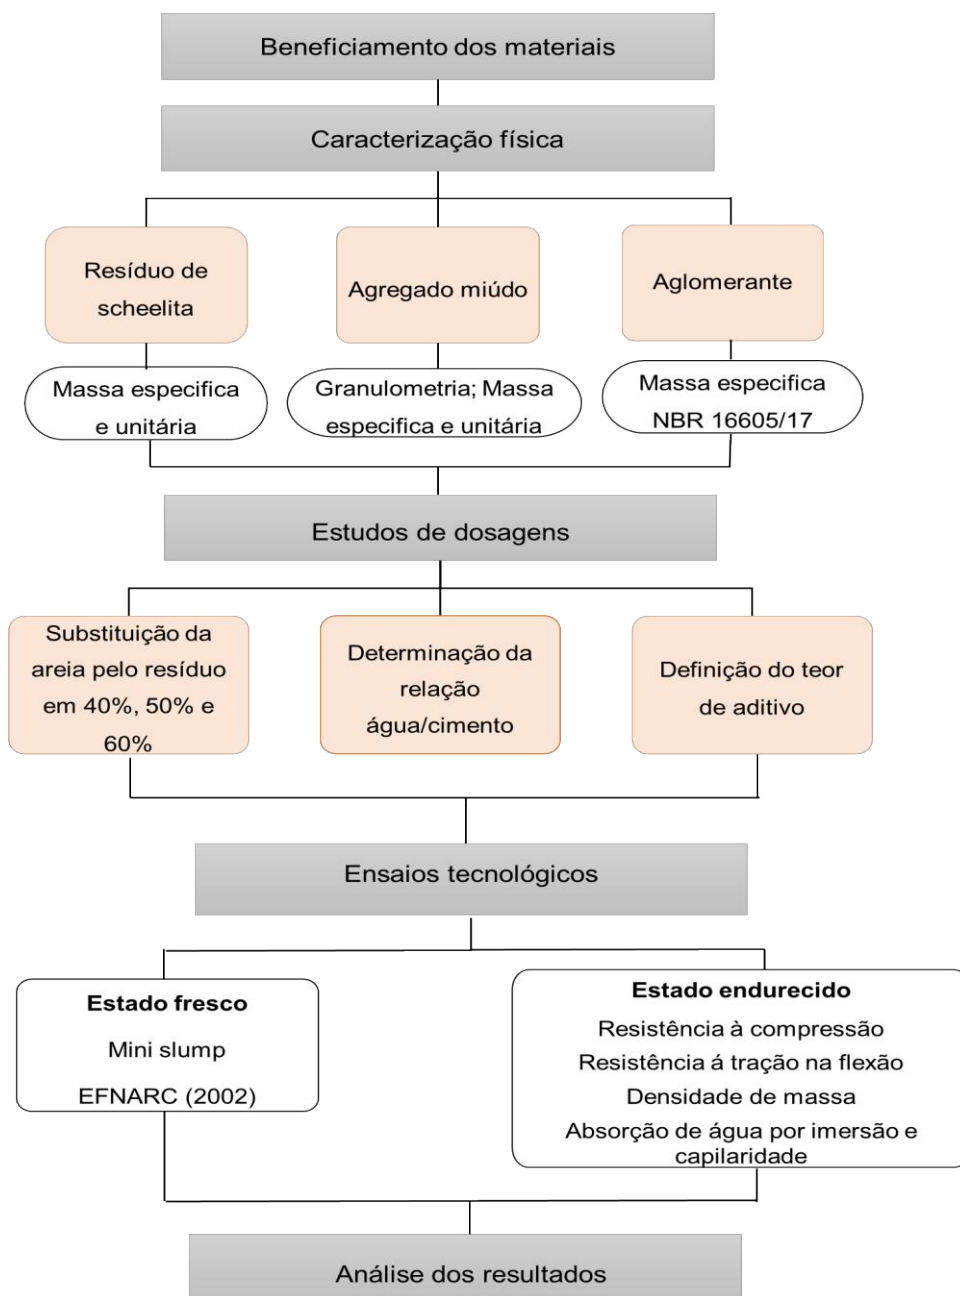 Beneficiamento dos materiais
Caracterização física
Resíduo de
scheelita
Agregado miúdo
Aglomerante
Massa especifica
e unitária
Granulometria; Massa
especifica e unitária
Massa especifica
NBR 16605/17
Estudos de dosagens
Substituição da
areia pelo resíduo
em 40%, 50% e
60%
Determinação da
relação
água/cimento
Definição do teor
de aditivo
Ensaios tecnológicos
Estado fresco
Mini slump
EFNARC (2002)
Estado endurecido
Resistência à compressão
Resistência á tração na flexão
Densidade de massa
Absorção de água por imersão e
capilaridade
Análise dos resultados